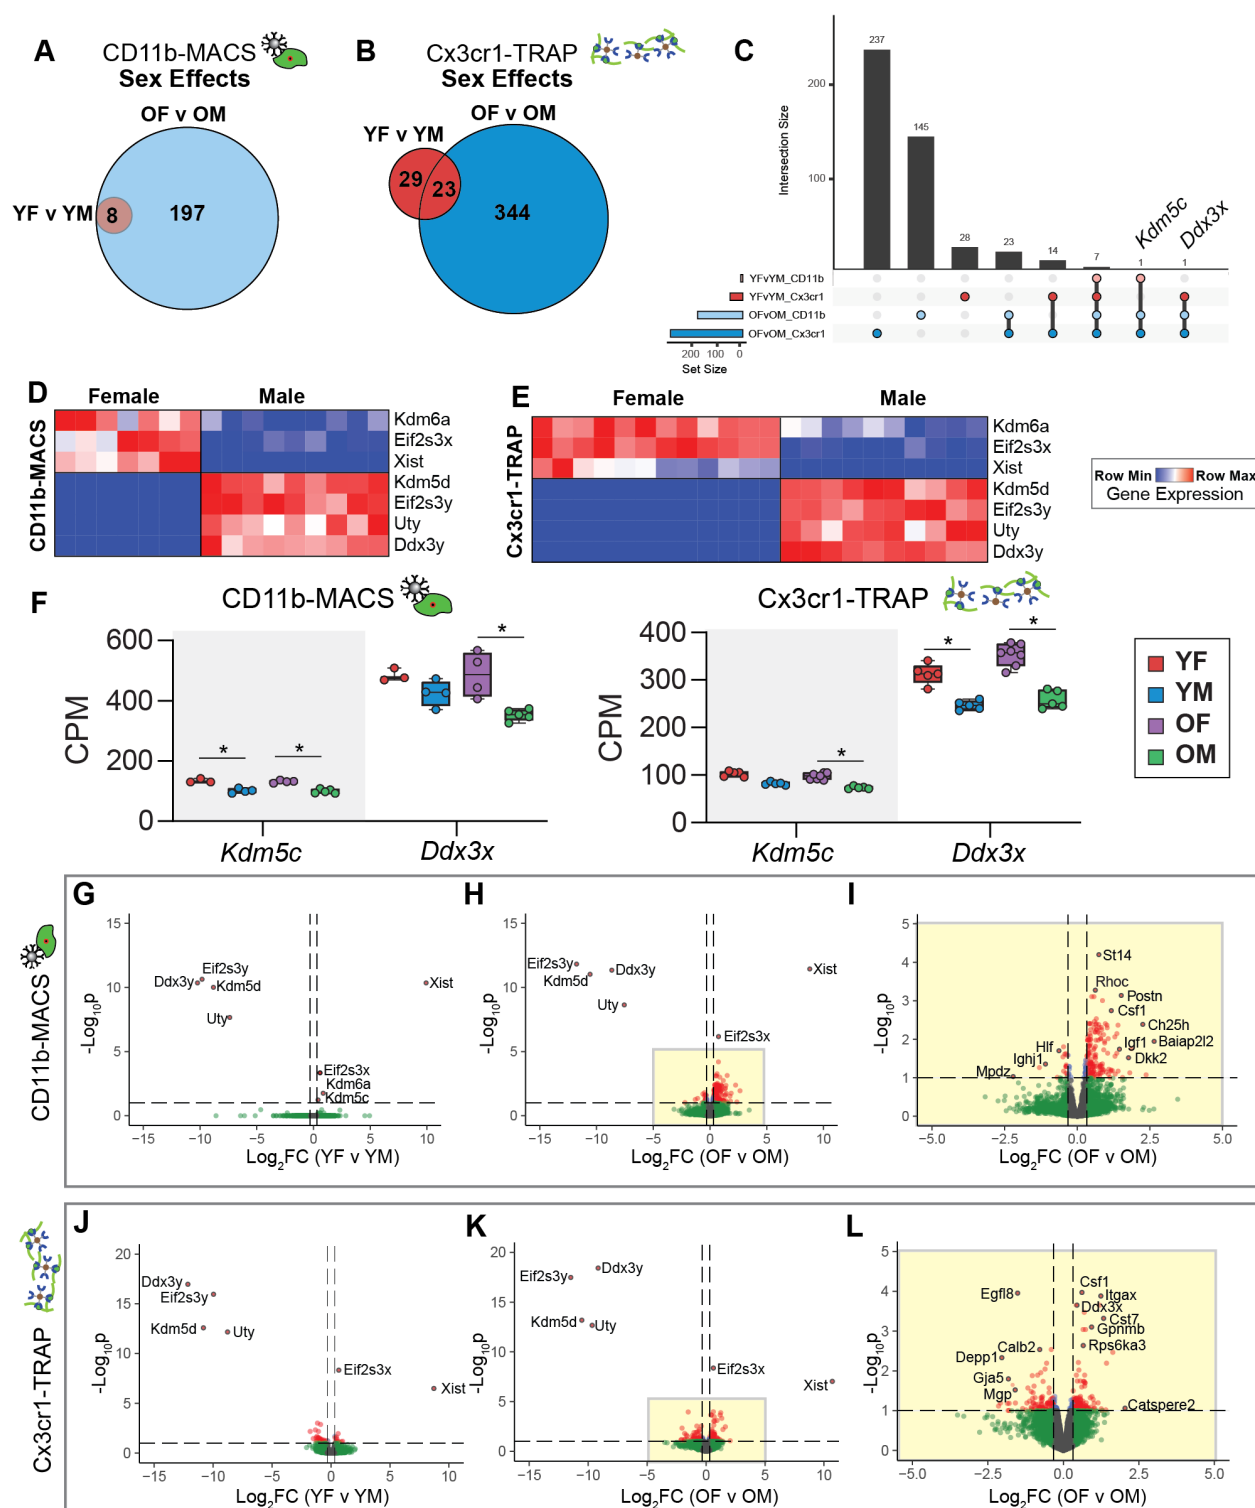 A
CD11b-MACS
Sex Effects
OF v OM
YF v YM
8
197
B
Cx3cr1-TRAP
Sex Effects
OF v OM
YF v YM
29
23
344
C
Intersection Size
200
100
237
145
28
23
14
7
1
1
Kdm5c
Ddx3x
YFvYM_CD11b
YFvYM_Cx3cr1
OFvOM_CD11b
OFvOM_Cx3cr1
200 100 0
Set Size
D
Female
Male
CD11b-MACS
Kdm6a
Eif2s3x
Xist
Kdm5d
Eif2s3y
Uty
Ddx3y
E
Female
Male
Cx3cr1-TRAP
Kdm6a
Eif2s3x
Xist
Kdm5d
Eif2s3y
Uty
Ddx3y
Row Min
Row Max
Gene Expression
F
CD11b-MACS
CPM
600
400
200
0
*
*
*
Kdm5c
Ddx3x
Cx3cr1-TRAP
CPM
400
300
200
100
0
*
*
*
Kdm5c
Ddx3x
YF
YM
OF
OM
CD11b-MACS
G
-Log10p
15
10
5
0
Ddx3y
Eif2s3y
Kdm5d
Uty
Xist
Eif2s3x
Kdm6a
Kdm5c
−15 −10 −5 0 5 10
Log2FC (YF v YM)
H
-Log10p
15
10
5
0
Eif2s3y
Kdm5d
Ddx3y
Uty
Xist
Eif2s3x
−15 −10 −5 0 5 10
Log2FC (OF v OM)
I
-Log10p
5
4
3
2
1
0
St14
Rhoc
Postn
Csf1
Ch25h
Baiap2l2
Igf1
Dkk2
Hlf
Ighj1
Mpdz
−5.0 −2.5 0.0 2.5 5.0
Log2FC (OF v OM)
Cx3cr1-TRAP
J
-Log10p
20
15
10
5
0
Ddx3y
Eif2s3y
Kdm5d
Uty
Eif2s3x
Xist
−15 −10 −5 0 5 10
Log2FC (YF v YM)
K
-Log10p
20
15
10
5
0
Eif2s3y
Ddx3y
Kdm5d
Uty
Eif2s3x
Xist
−15 −10 −5 0 5 10
Log2FC (OF v OM)
L
-Log10p
5
4
3
2
1
0
Egfl8
Csf1
Itgax
Ddx3x
Cst7
Gpnmb
Rps6ka3
Calb2
Depp1
Gja5
Mgp
Catspere2
−5.0 −2.5 0.0 2.5 5.0
Log2FC (OF v OM)